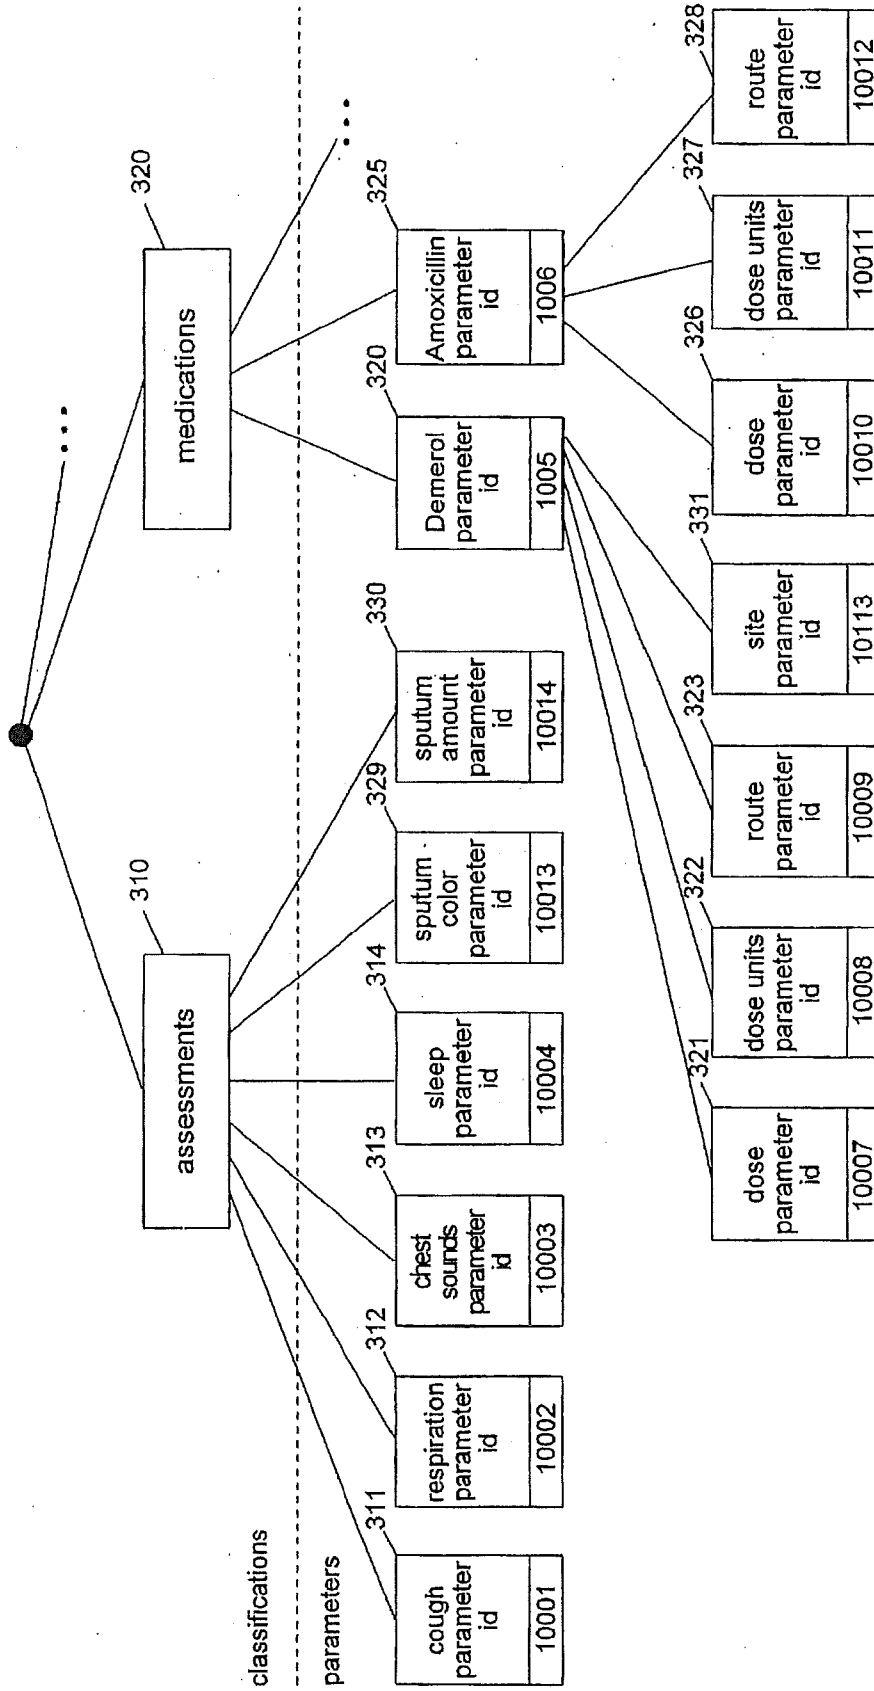 320
310
medications
assessments
classifications
parameters
311
312
313
314
329
330
320
325
cough
parameter
id
10001
respiration
parameter
id
10002
chest
sounds
parameter
id
10003
sleep
parameter
id
10004
sputum
color
parameter
id
10013
sputum
amount
parameter
id
10014
Demerol
parameter
id
1005
Amoxicillin
parameter
id
1006
321
322
323
331
326
327
328
dose
parameter
id
10007
dose units
parameter
id
10008
route
parameter
id
10009
site
parameter
id
10113
dose
parameter
id
10010
dose units
parameter
id
10011
route
parameter
id
10012